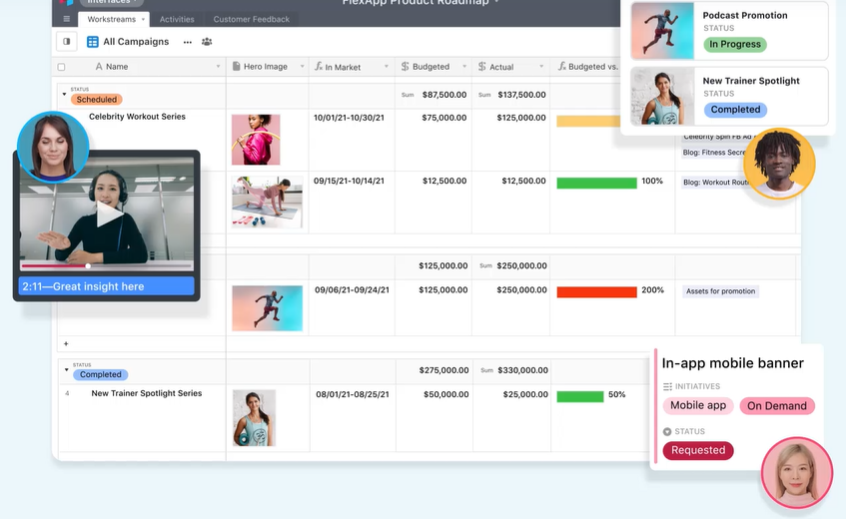 Interfaces
FlexApp Product Roadmap
Workstreams
Activities
Customer Feedback
All Campaigns
A Name
Hero Image
In Market
$ Budgeted
$ Actual
Budgeted vs.
STATUS
Scheduled
Sum $87,500.00
Sum $137,500.00
Celebrity Workout Series
10/01/21-10/30/21
$75,000.00
$125,000.00
Celebrity Spin FB Ad
Blog: Fitness Secre
09/15/21-10/14/21
$12,500.00
$12,500.00
100%
Blog: Workout Routi
$125,000.00
Sum $250,000.00
09/06/21-09/24/21
$125,000.00
$250,000.00
200%
Assets for promotion
+
STATUS
Completed
$275,000.00
Sum $330,000.00
4
New Trainer Spotlight Series
08/01/21-08/25/21
$50,000.00
$25,000.00
50%
2:11—Great insight here
Podcast Promotion
STATUS
In Progress
New Trainer Spotlight
STATUS
Completed
In-app mobile banner
INITIATIVES
Mobile app
On Demand
STATUS
Requested